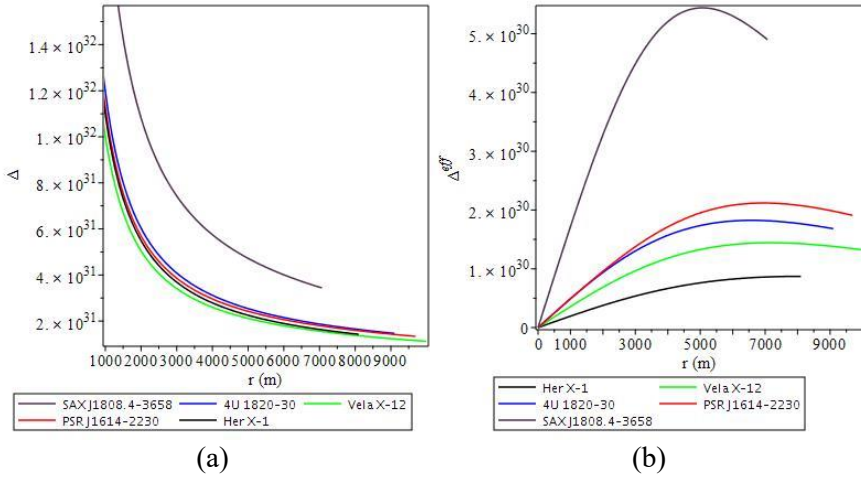 1.4 × 10^32
1.2 × 10^32
1. × 10^32
8. × 10^31
6. × 10^31
4. × 10^31
2. × 10^31
Δ
1000 2000 3000 4000 5000 6000 7000 8000 9000
r (m)
SAX J1808.4-3658 4U 1820-30 Vela X-12
PSR J1614-2230 Her X-1
(a)
5. × 10^30
4. × 10^30
3. × 10^30
2. × 10^30
1. × 10^30
0
Δ^eff
0 1000 3000 5000 7000 9000
r (m)
Her X-1 Vela X-12
4U 1820-30 PSR J1614-2230
SAX J1808.4-3658
(b)